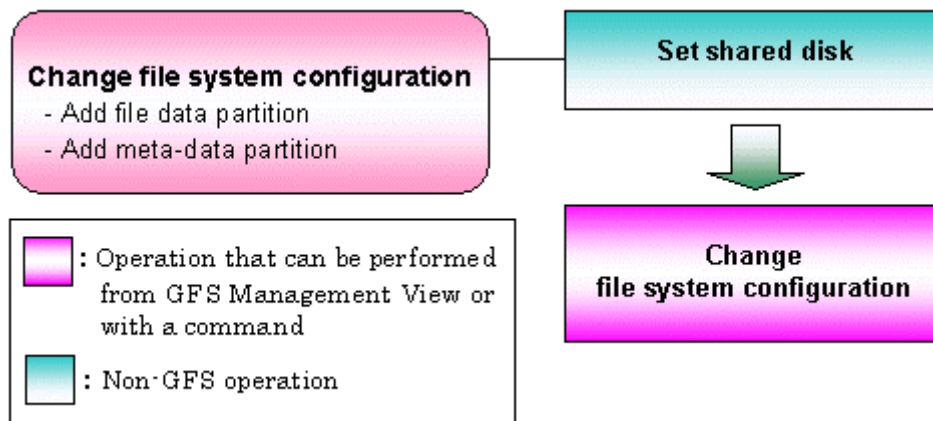 Change file system configuration
- Add file data partition
- Add meta-data partition
Set shared disk
Change
file system configuration
: Operation that can be performed
from GFS Management View or
with a command
: Non-GFS operation